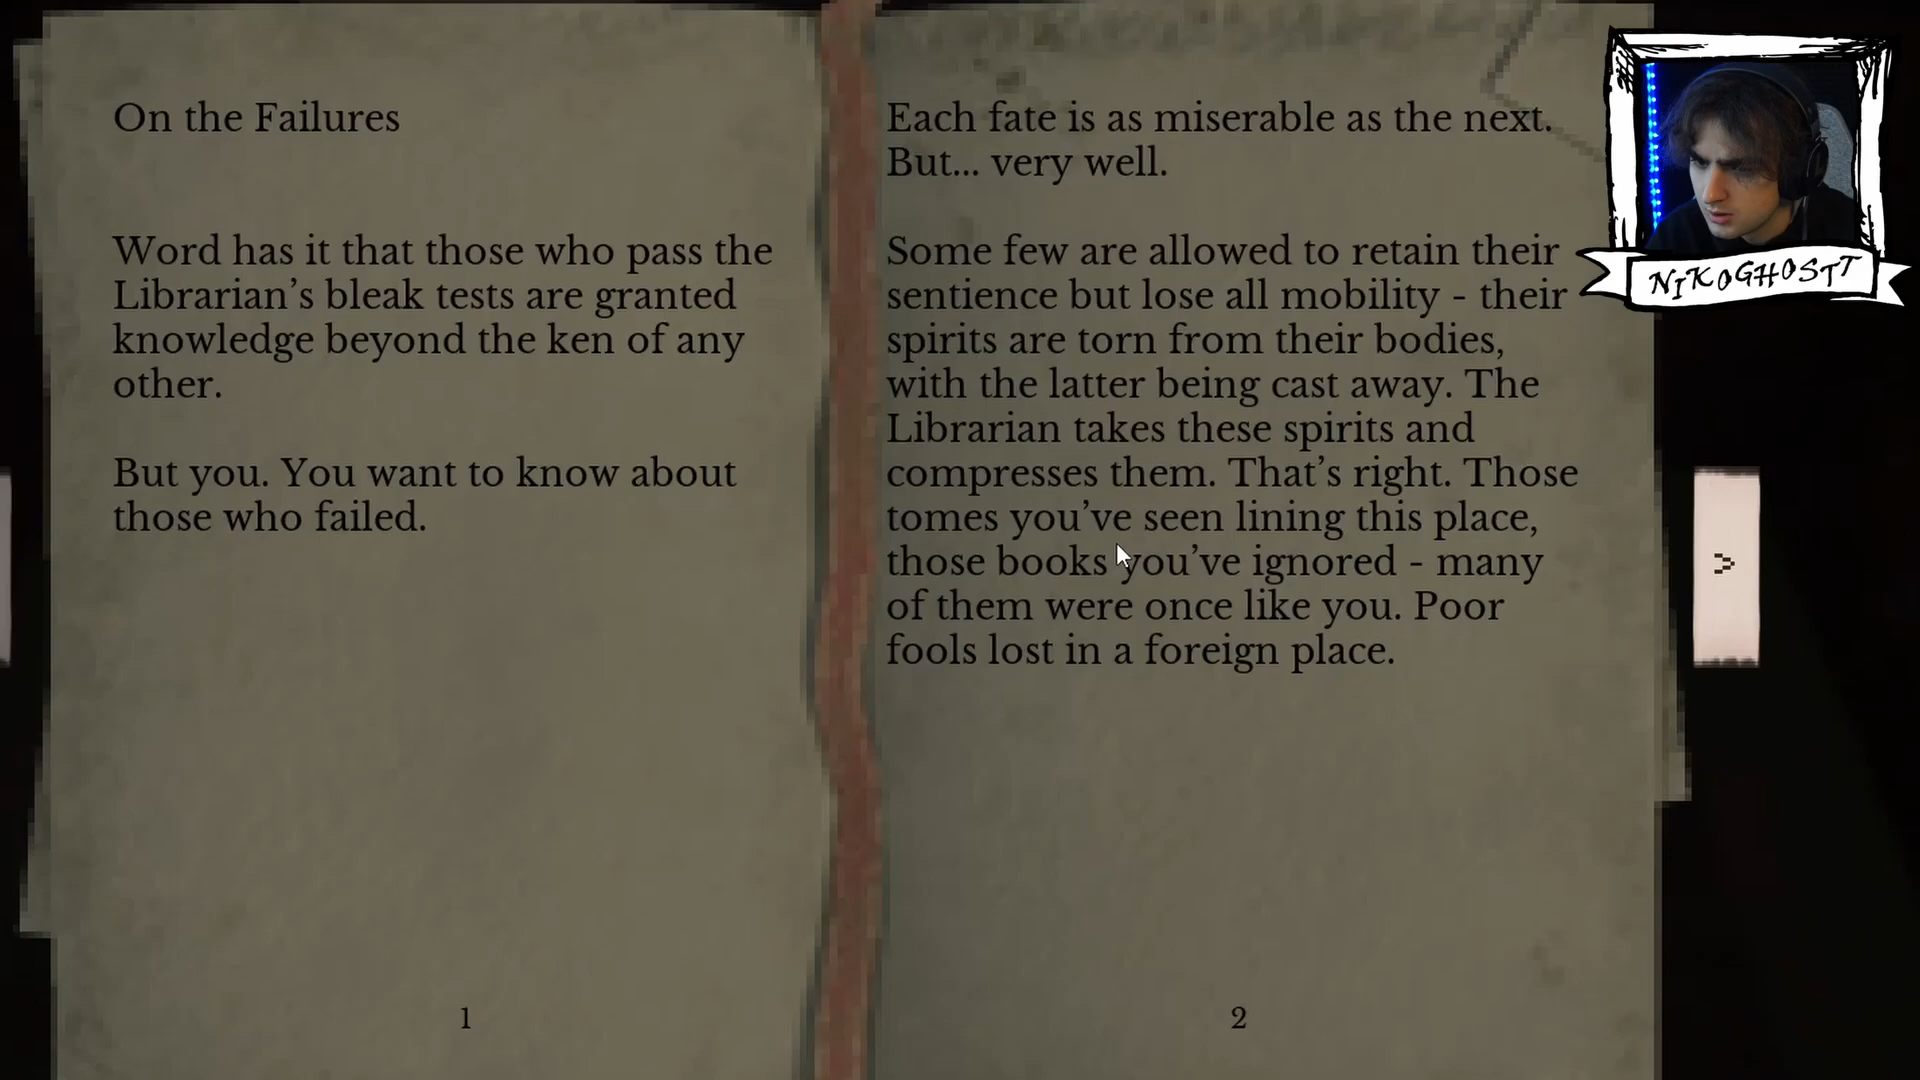 On the Failures
Word has it that those who pass the
Librarian's bleak tests are granted
knowledge beyond the ken of any
other.
But you. You want to know about
those who failed.
1
Each fate is as miserable as the next.
But... very well.
Some few are allowed to retain their
sentience but lose all mobility - their
spirits are torn from their bodies,
with the latter being cast away. The
Librarian takes these spirits and
compresses them. That's right. Those
tomes you've seen lining this place,
those books you've ignored - many
of them were once like you. Poor
fools lost in a foreign place.
2
>
NIKOGHOSTT